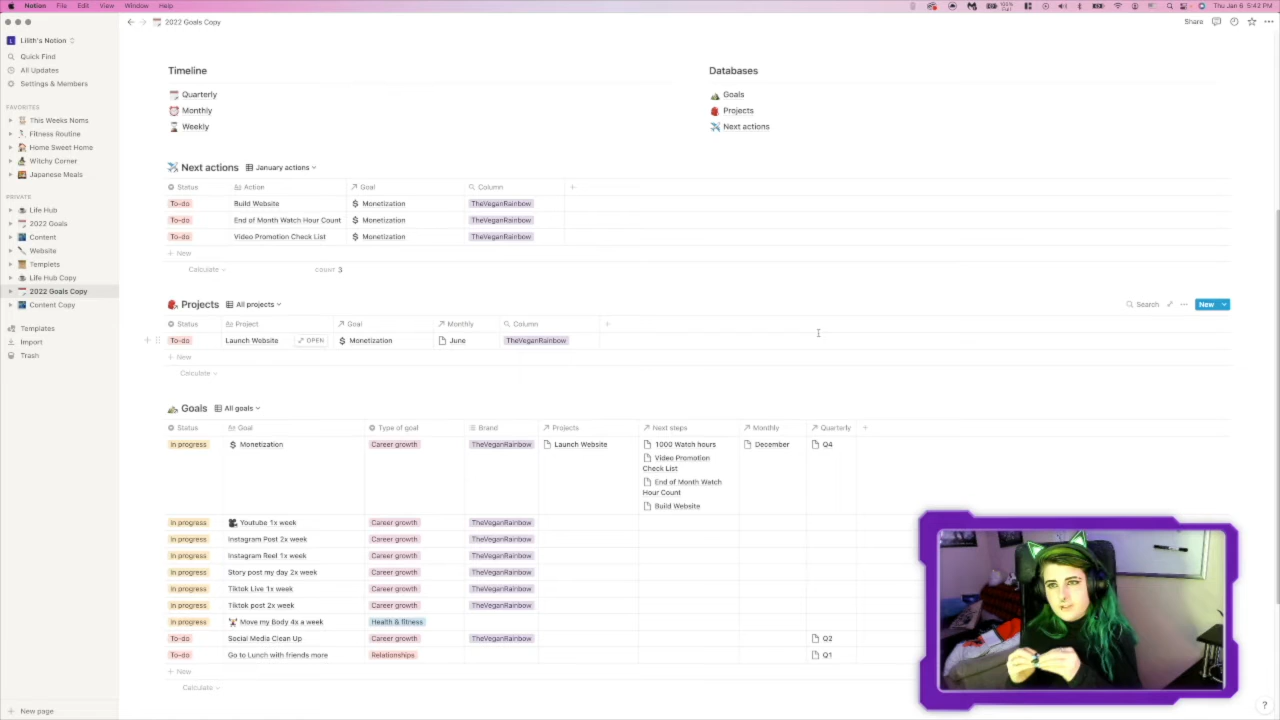 Notion File Edit View Window Help
100% Thu Jan 6 5:42 PM
2022 Goals Copy
Share
Lilith's Notion
Quick Find
All Updates
Settings & Members
FAVORITES
This Weeks Noms
Fitness Routine
Home Sweet Home
Witchy Corner
Japanese Meals
PRIVATE
Life Hub
2022 Goals
Content
Website
Templets
Life Hub Copy
2022 Goals Copy
Content Copy
Templates
Import
Trash
New page
Timeline
Quarterly
Monthly
Weekly
Databases
Goals
Projects
Next actions
Next actions January actions
Status Action Goal Column
To-do Build Website Monetization TheVeganRainbow
To-do End of Month Watch Hour Count Monetization TheVeganRainbow
To-do Video Promotion Check List Monetization TheVeganRainbow
New
Calculate COUNT 3
Projects All projects Search New
Status Project Goal Monthly Column
To-do Launch Website OPEN Monetization June TheVeganRainbow
New
Calculate
Goals All goals
Status Goal Type of goal Brand Projects Next steps Monthly Quarterly
In progress Monetization Career growth TheVeganRainbow Launch Website 1000 Watch hours December Q4
Video Promotion
Check List
End of Month Watch
Hour Count
Build Website
In progress Youtube 1x week Career growth TheVeganRainbow
In progress Instagram Post 2x week Career growth TheVeganRainbow
In progress Instagram Reel 1x week Career growth TheVeganRainbow
In progress Story post my day 2x week Career growth TheVeganRainbow
In progress Tiktok Live 1x week Career growth TheVeganRainbow
In progress Tiktok post 2x week Career growth TheVeganRainbow
In progress Move my Body 4x a week Health & fitness
To-do Social Media Clean Up Career growth TheVeganRainbow Q2
To-do Go to Lunch with friends more Relationships Q1
New
Calculate
?